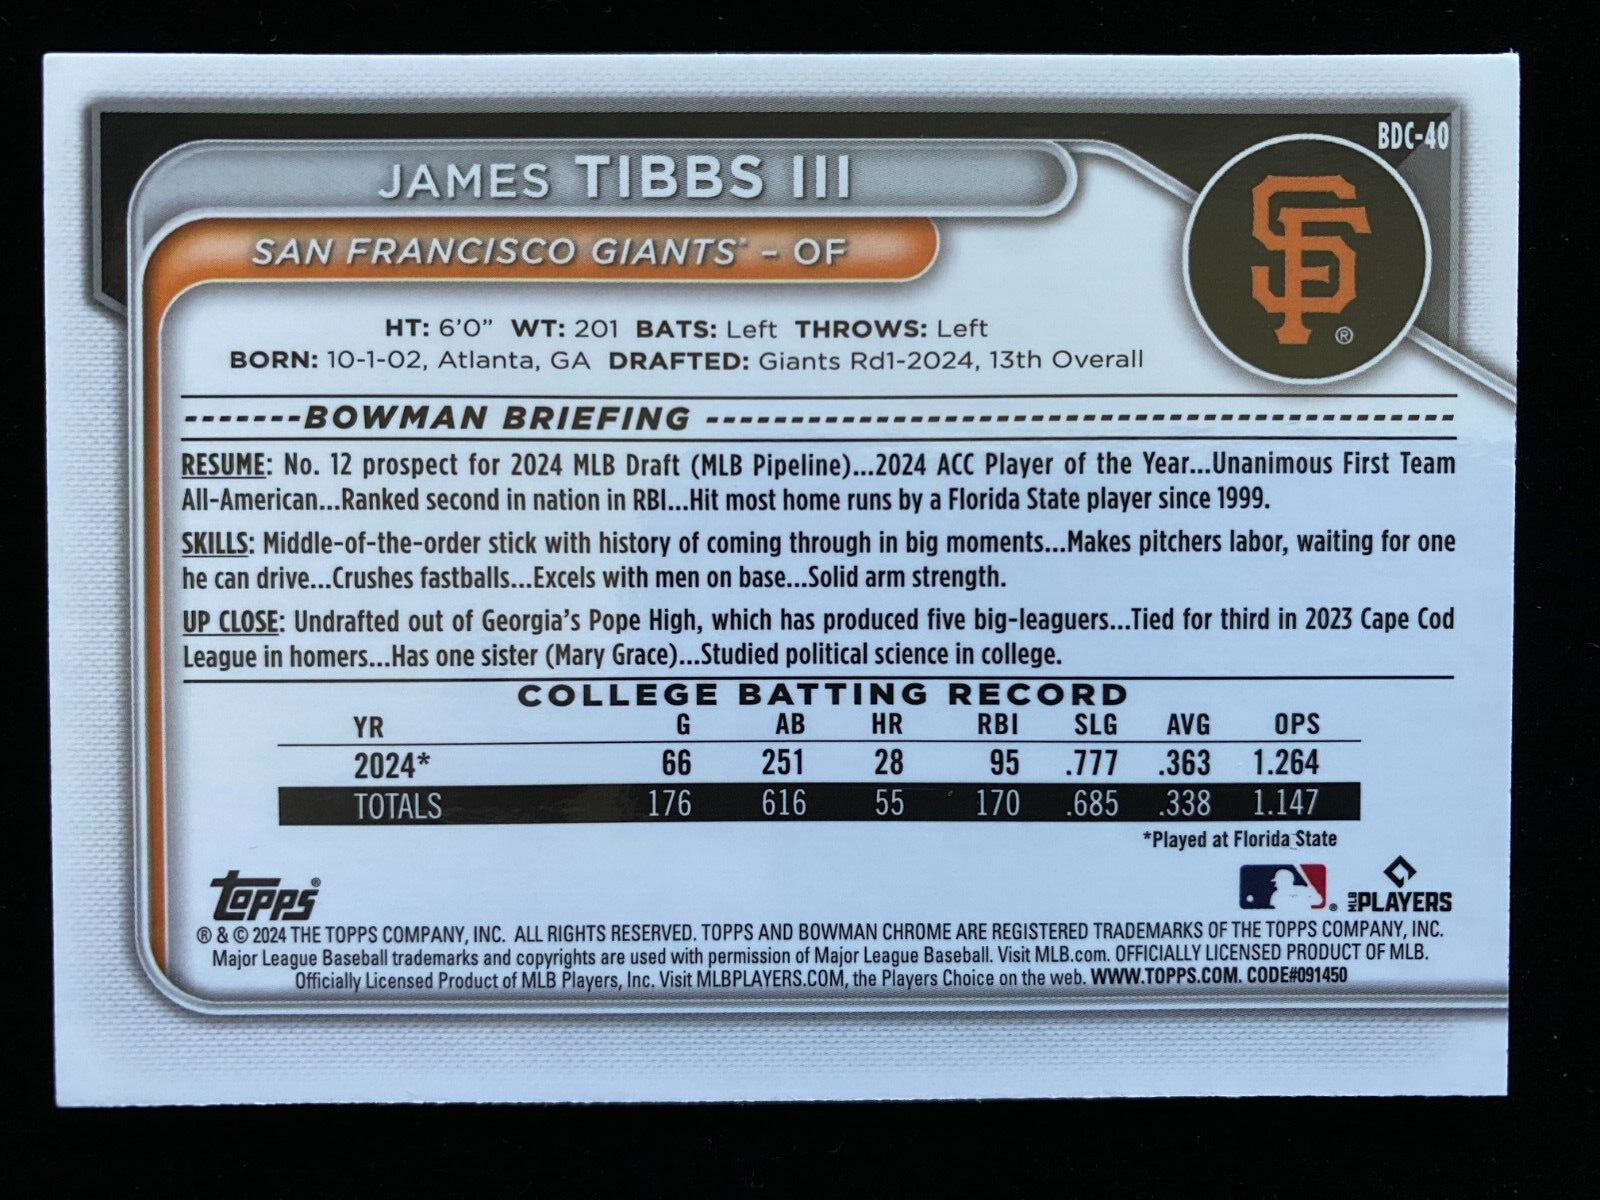 BDC-40
JAMES TIBBS III
SAN FRANCISCO GIANTS - OF
SF ®
HT: 6'0" WT: 201 BATS: Left THROWS: Left
BORN: 10-1-02, Atlanta, GA DRAFTED: Giants Rd1-2024, 13th Overall
-------BOWMAN BRIEFING --------------------------------------------
RESUME: No. 12 prospect for 2024 MLB Draft (MLB Pipeline)...2024 ACC Player of the Year...Unanimous First Team
All-American...Ranked second in nation in RBI...Hit most home runs by a Florida State player since 1999.
SKILLS: Middle-of-the-order stick with history of coming through in big moments...Makes pitchers labor, waiting for one
he can drive...Crushes fastballs...Excels with men on base...Solid arm strength.
UP CLOSE: Undrafted out of Georgia's Pope High, which has produced five big-leaguers...Tied for third in 2023 Cape Cod
League in homers...Has one sister (Mary Grace)...Studied political science in college.
COLLEGE BATTING RECORD
YR G AB HR RBI SLG AVG OPS
2024* 66 251 28 95 .777 .363 1.264
TOTALS 176 616 55 170 .685 .338 1.147
*Played at Florida State
Topps® ® MLB PLAYERS
® & © 2024 THE TOPPS COMPANY, INC. ALL RIGHTS RESERVED. TOPPS AND BOWMAN CHROME ARE REGISTERED TRADEMARKS OF THE TOPPS COMPANY, INC.
Major League Baseball trademarks and copyrights are used with permission of Major League Baseball. Visit MLB.com. OFFICIALLY LICENSED PRODUCT OF MLB.
Officially Licensed Product of MLB Players, Inc. Visit MLBPLAYERS.COM, the Players Choice on the web. WWW.TOPPS.COM. CODE#091450